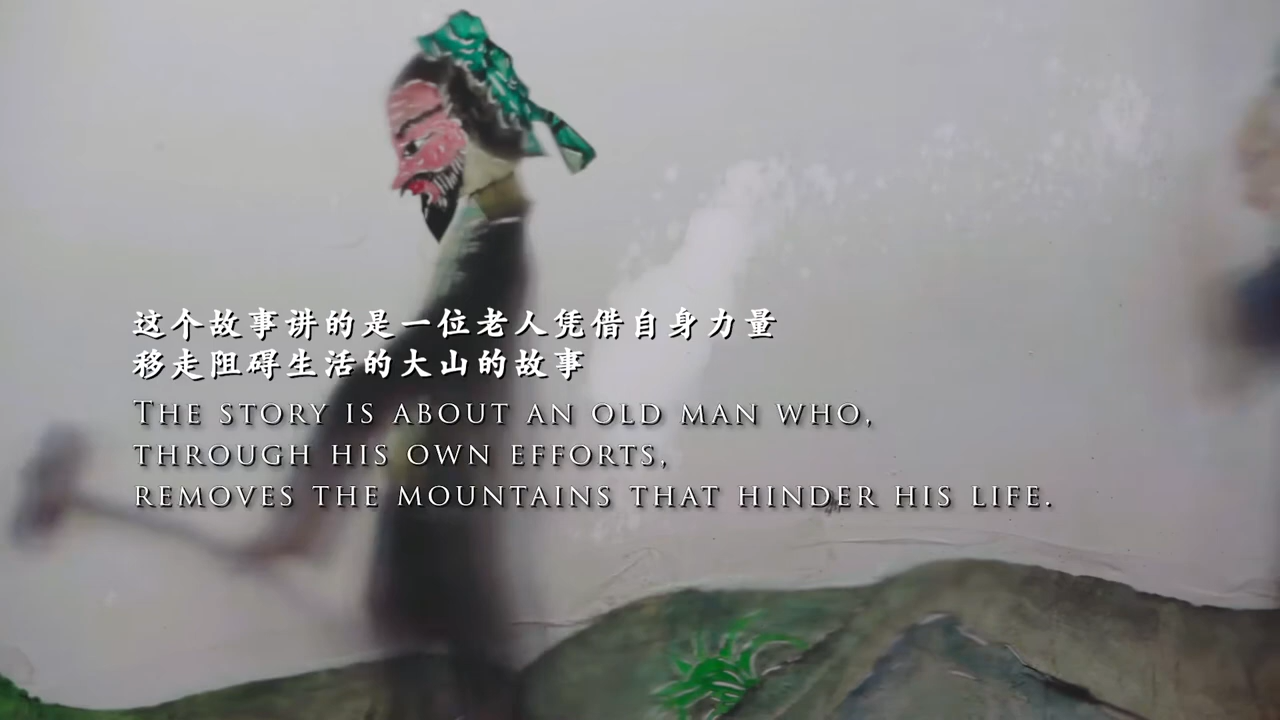 这个故事讲的是一位老人凭借自身力量
移走阻碍生活的大山的故事
THE STORY IS ABOUT AN OLD MAN WHO,
THROUGH HIS OWN EFFORTS,
REMOVES THE MOUNTAINS THAT HINDER HIS LIFE.